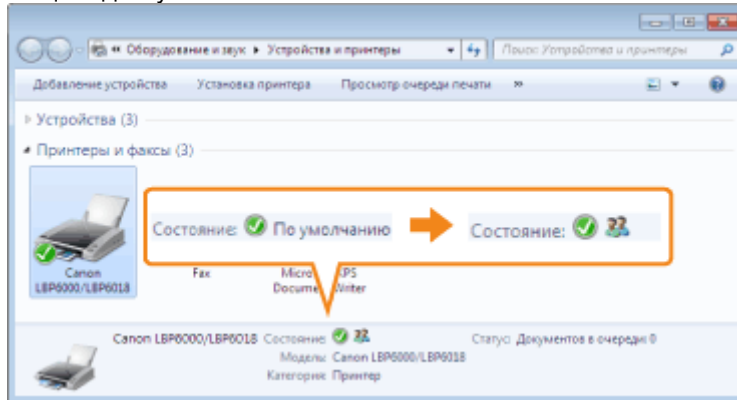 « Оборудование и звук ▸ Устройства и принтеры
Поиск: Устройства и принтеры
Добавление устройства Установка принтера Просмотр очереди печати »
Устройства (3)
Принтеры и факсы (3)
Состояние: По умолчанию Состояние:
Canon LBP6000/LBP6018
Fax
Docume Writer
Canon LBP6000/LBP6018 Состояние: Статус: Документов в очереди: 0
Модель: Canon LBP6000/LBP6018
Категория: Принтер